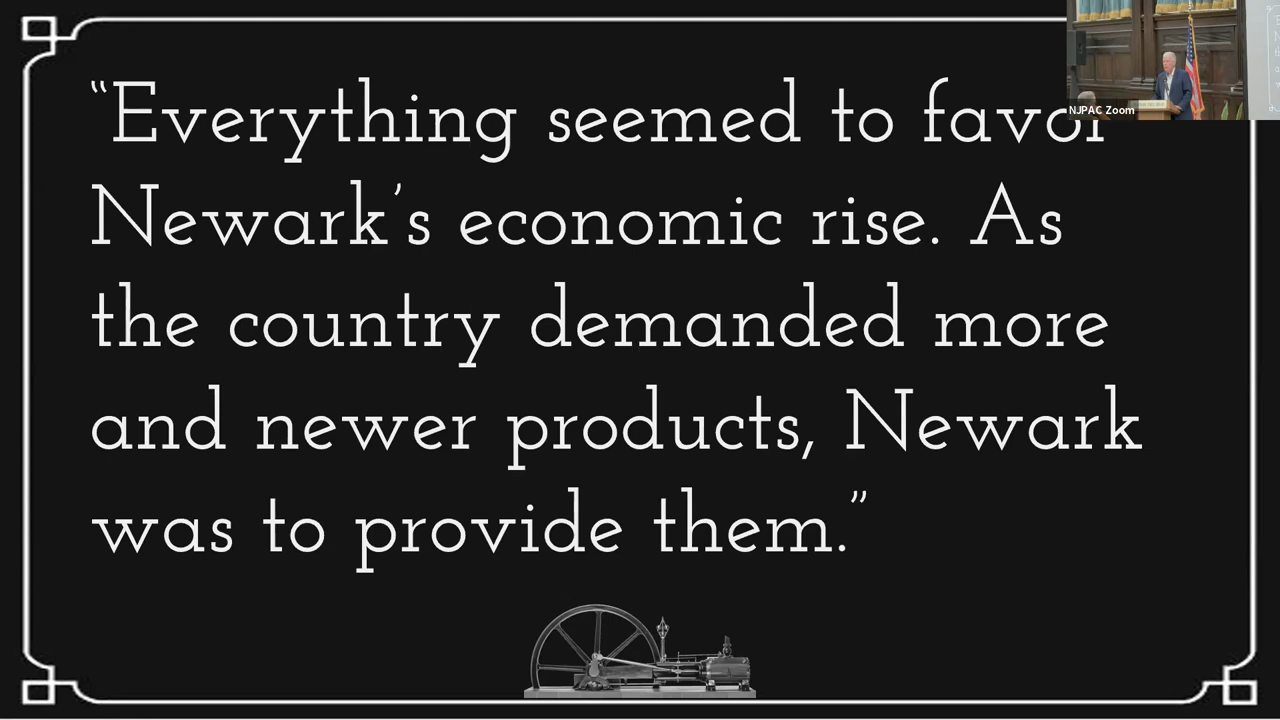 “Everything seemed to favor
Newark’s economic rise. As
the country demanded more
and newer products, Newark
was to provide them.”
NJPAC Zoom